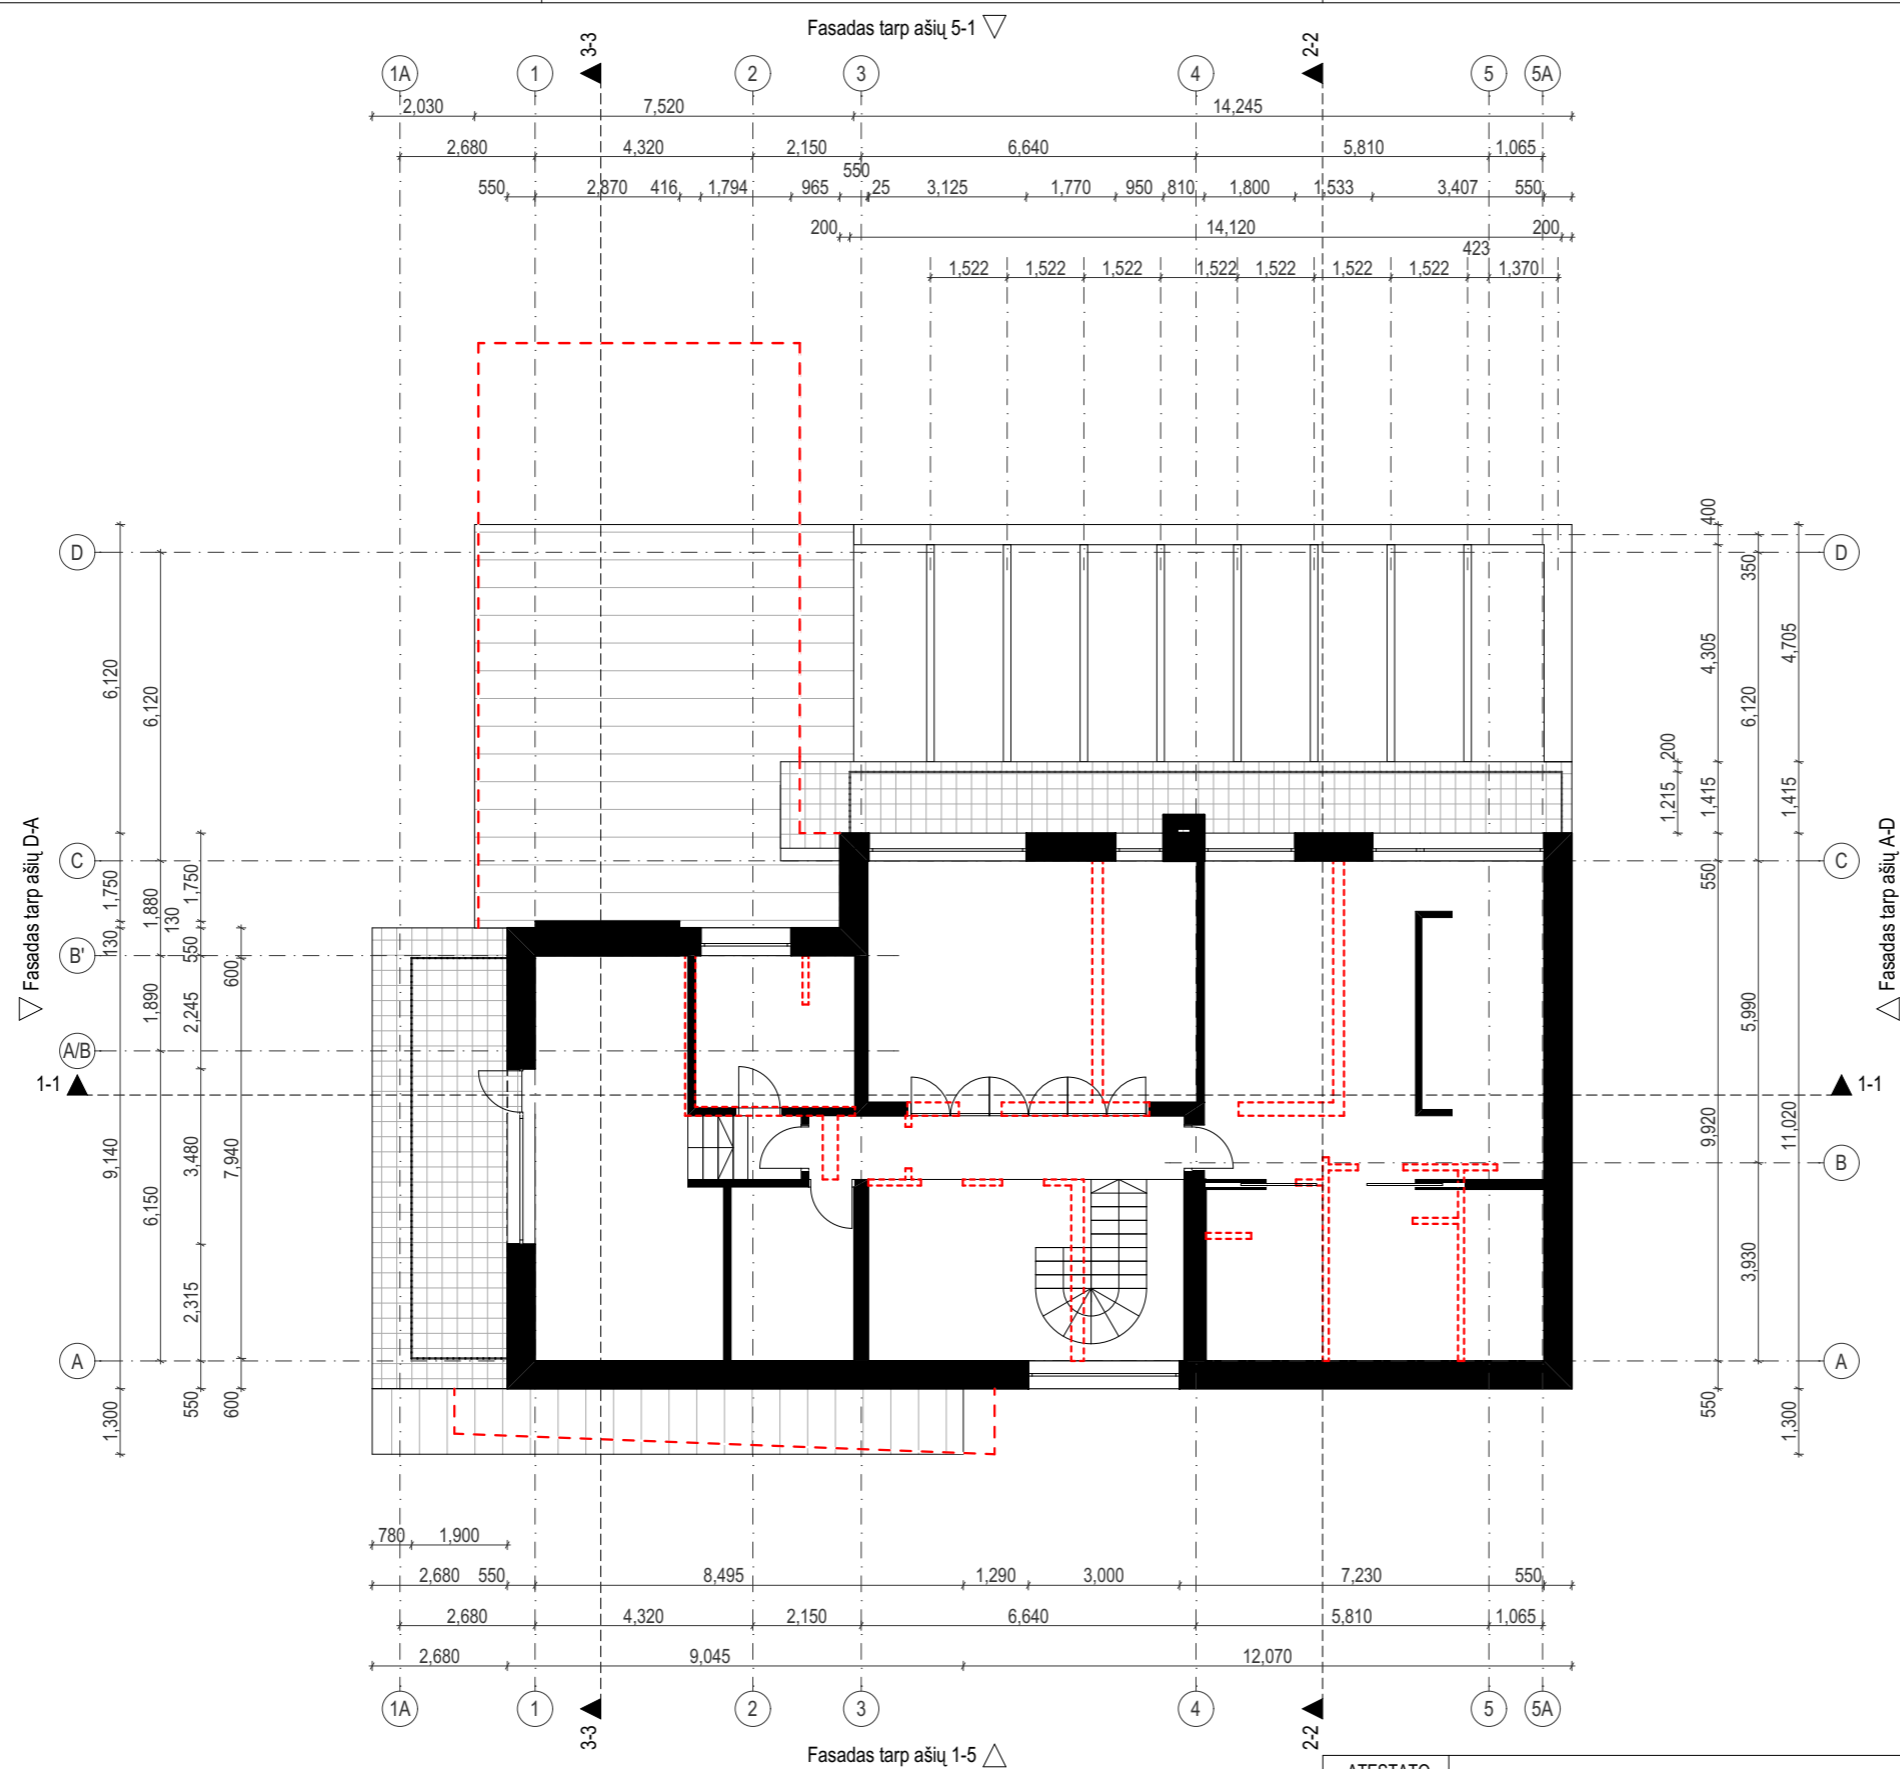 Fasadas tarp ašių 5-1
3-3
2-2
1A 1 2 3 4 5 5A
2,030 7,520 14,245
2,680 4,320 2,150 6,640 5,810 1,065
550
550 2,870 416 1,794 965 25 3,125 1,770 950 810 1,800 1,533 3,407 550
200 14,120 200
423
1,522 1,522 1,522 1,522 1,522 1,522 1,522 1,370
D
C
B'
A/B
A
1-1
Fasadas tarp ašių D-A
6,120
1,750
130
9,140
1,300
6,120
1,880
130
1,890
6,150
1,750
550
2,245
3,480
2,315
550
600
7,940
600
200
1,215
400
4,305
1,415
550
9,920
550
350
6,120
5,990
3,930
4,705
1,415
11,020
1,300
D
C
B
A
1-1
Fasadas tarp ašių A-D
780 1,900
2,680 550 8,495 1,290 3,000 7,230 550
2,680 4,320 2,150 6,640 5,810 1,065
2,680 9,045 12,070
1A 1 2 3 4 5 5A
3-3
2-2
Fasadas tarp ašių 1-5
ATESTATO